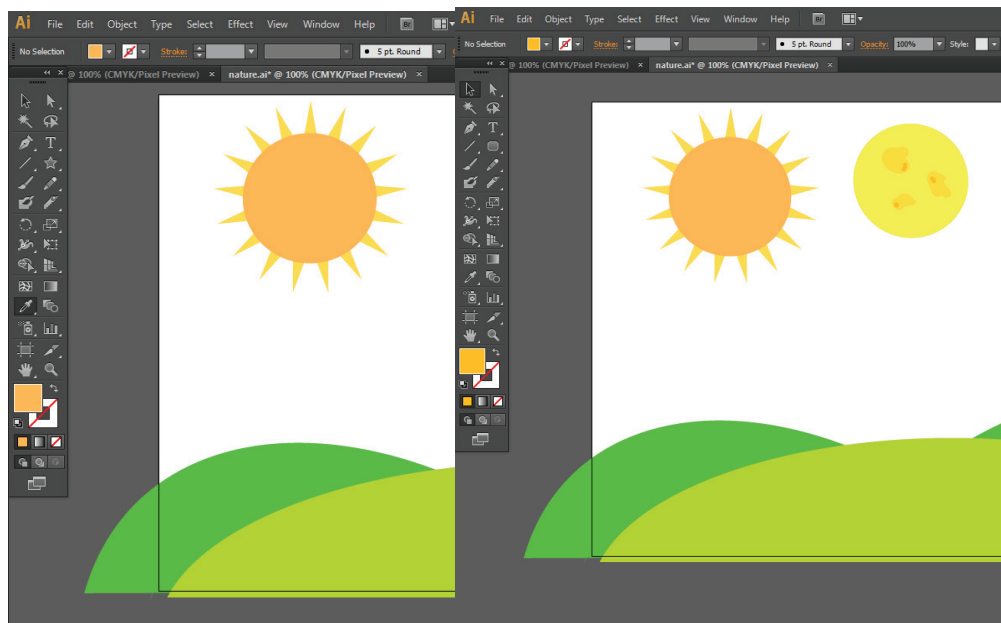 Ai File Edit Object Type Select Effect View Window Help Br
No Selection Stroke: 5 pt. Round
@ 100% (CMYK/Pixel Preview) × nature.ai* @ 100% (CMYK/Pixel Preview) ×
T
Ai File Edit Object Type Select Effect View Window Help Br
No Selection Stroke: 5 pt. Round Opacity: 100% Style:
@ 100% (CMYK/Pixel Preview) × nature.ai* @ 100% (CMYK/Pixel Preview) ×
T